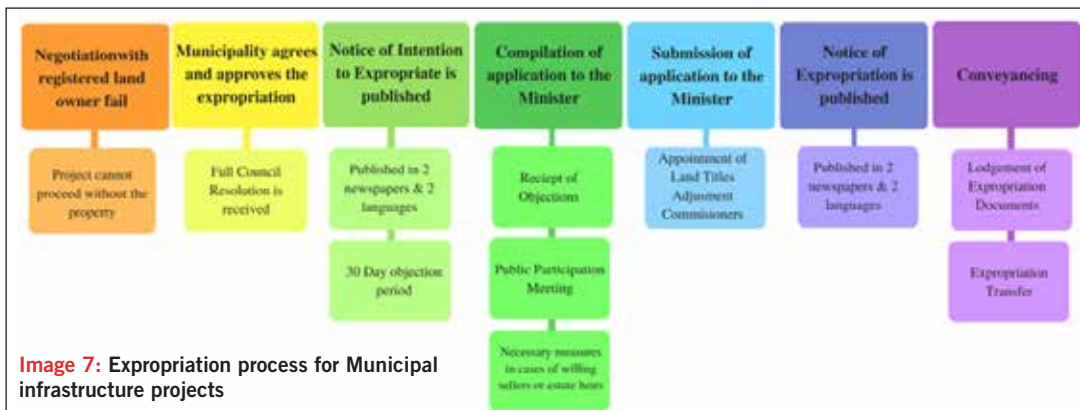 Negotiationwith
registered land
owner fail
Project cannot
proceed without the
property
Municipality agrees
and approves the
expropriation
Full Council
Resolution is
received
Notice of Intention
to Expropriate is
published
Published in 2
newspapers & 2
languages
30 Day objection
period
Compilation of
application to the
Minister
Reciept of
Objections
Public Participation
Meeting
Necessary measures
in cases of willing
sellers or estate heirs
Submission of
application to the
Minister
Appointment of
Land Titles
Adjusment
Commisioners
Notice of
Expropriation is
published
Published in 2
newspapers & 2
languages
Conveyancing
Lodgement of
Expropriation
Documents
Expropriation
Transfer
Image 7: Expropriation process for Municipal
infrastructure projects